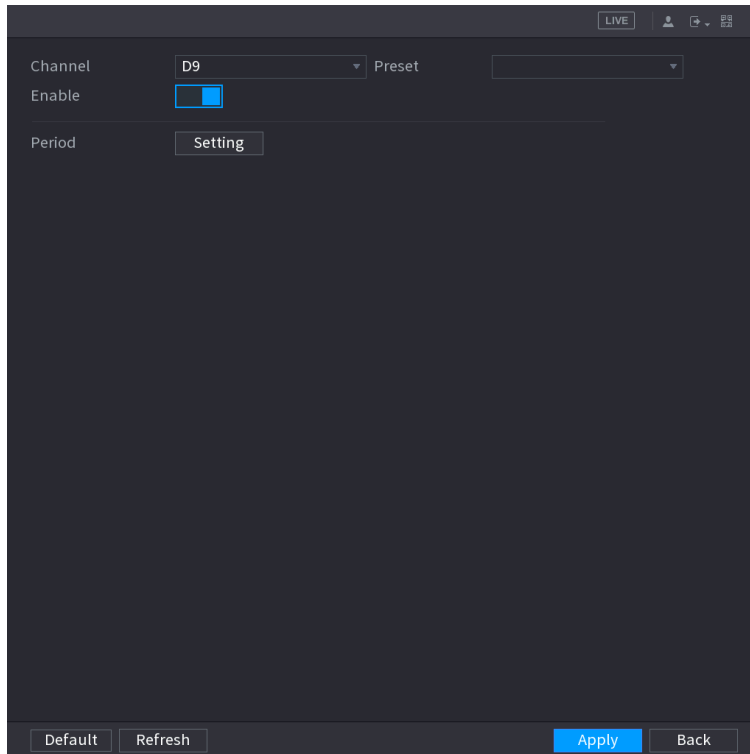 LIVE
Channel D9 Preset
Enable
Period Setting
Default Refresh Apply Back